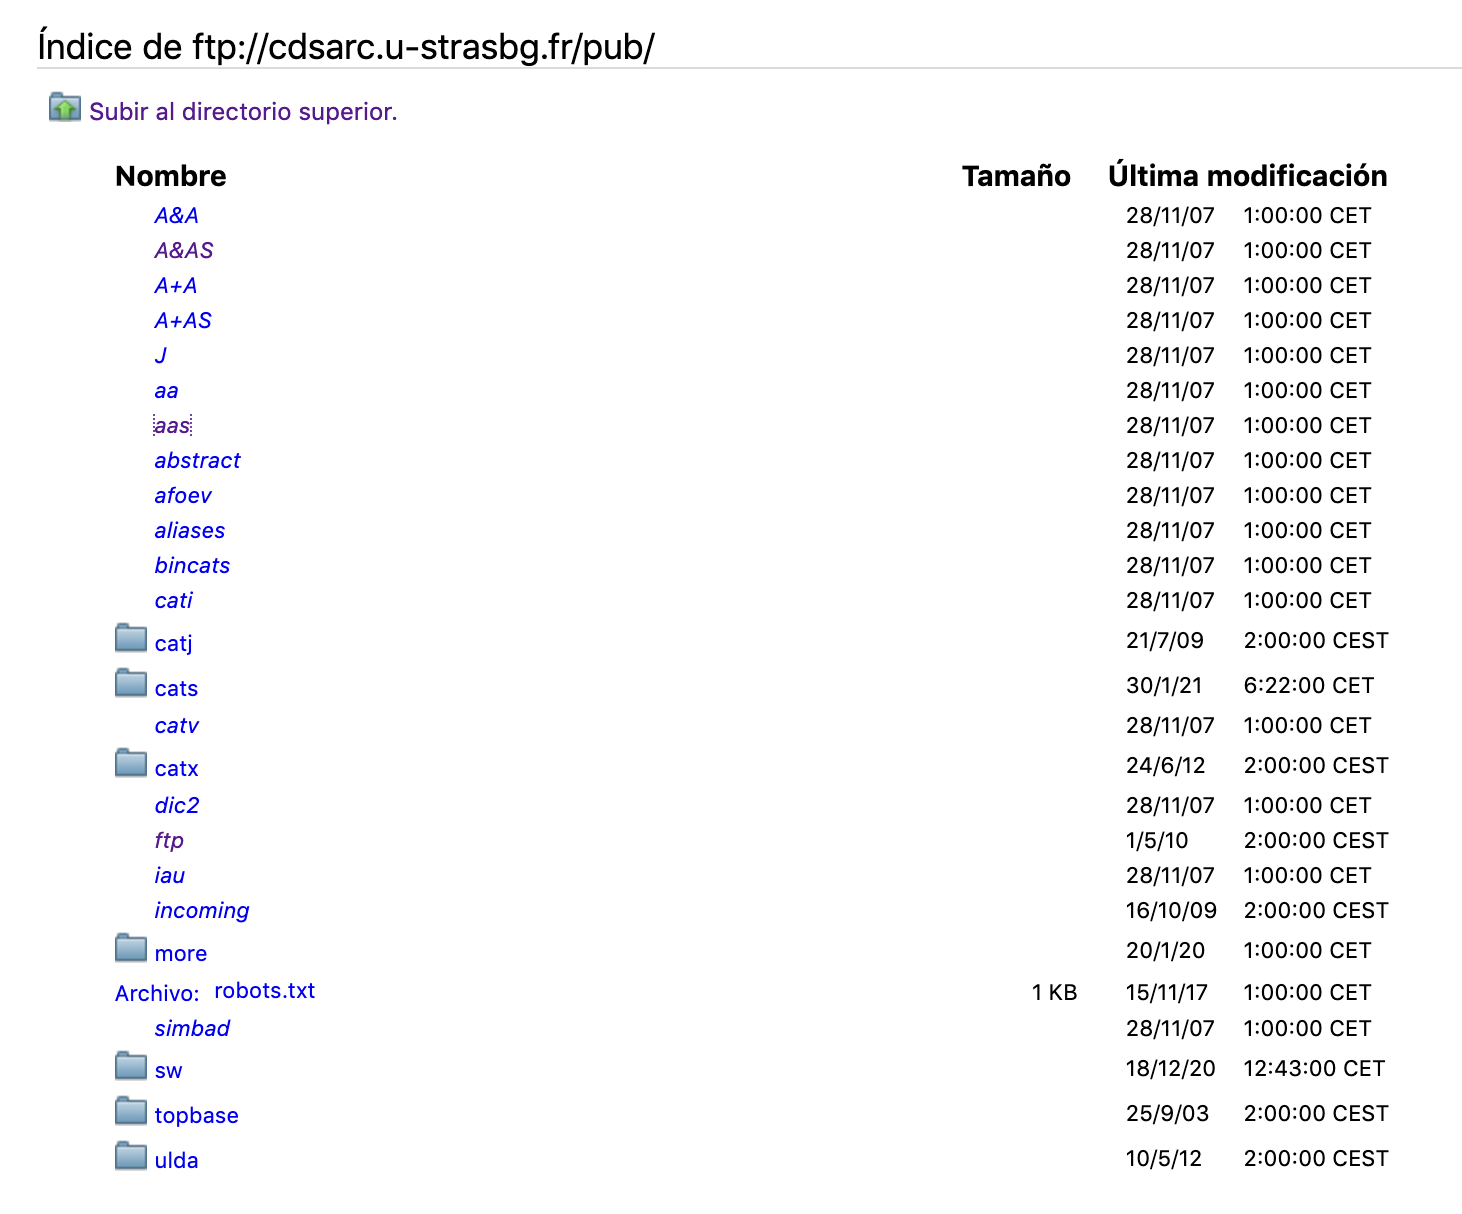 Índice de ftp://cdsarc.u-strasbg.fr/pub/
Subir al directorio superior.
Nombre Tamaño Última modificación
A&A 28/11/07 1:00:00 CET
A&AS 28/11/07 1:00:00 CET
A+A 28/11/07 1:00:00 CET
A+AS 28/11/07 1:00:00 CET
J 28/11/07 1:00:00 CET
aa 28/11/07 1:00:00 CET
aas 28/11/07 1:00:00 CET
abstract 28/11/07 1:00:00 CET
afoev 28/11/07 1:00:00 CET
aliases 28/11/07 1:00:00 CET
bincats 28/11/07 1:00:00 CET
cati 28/11/07 1:00:00 CET
catj 21/7/09 2:00:00 CEST
cats 30/1/21 6:22:00 CET
catv 28/11/07 1:00:00 CET
catx 24/6/12 2:00:00 CEST
dic2 28/11/07 1:00:00 CET
ftp 1/5/10 2:00:00 CEST
iau 28/11/07 1:00:00 CET
incoming 16/10/09 2:00:00 CEST
more 20/1/20 1:00:00 CET
Archivo: robots.txt 1 KB 15/11/17 1:00:00 CET
simbad 28/11/07 1:00:00 CET
sw 18/12/20 12:43:00 CET
topbase 25/9/03 2:00:00 CEST
ulda 10/5/12 2:00:00 CEST